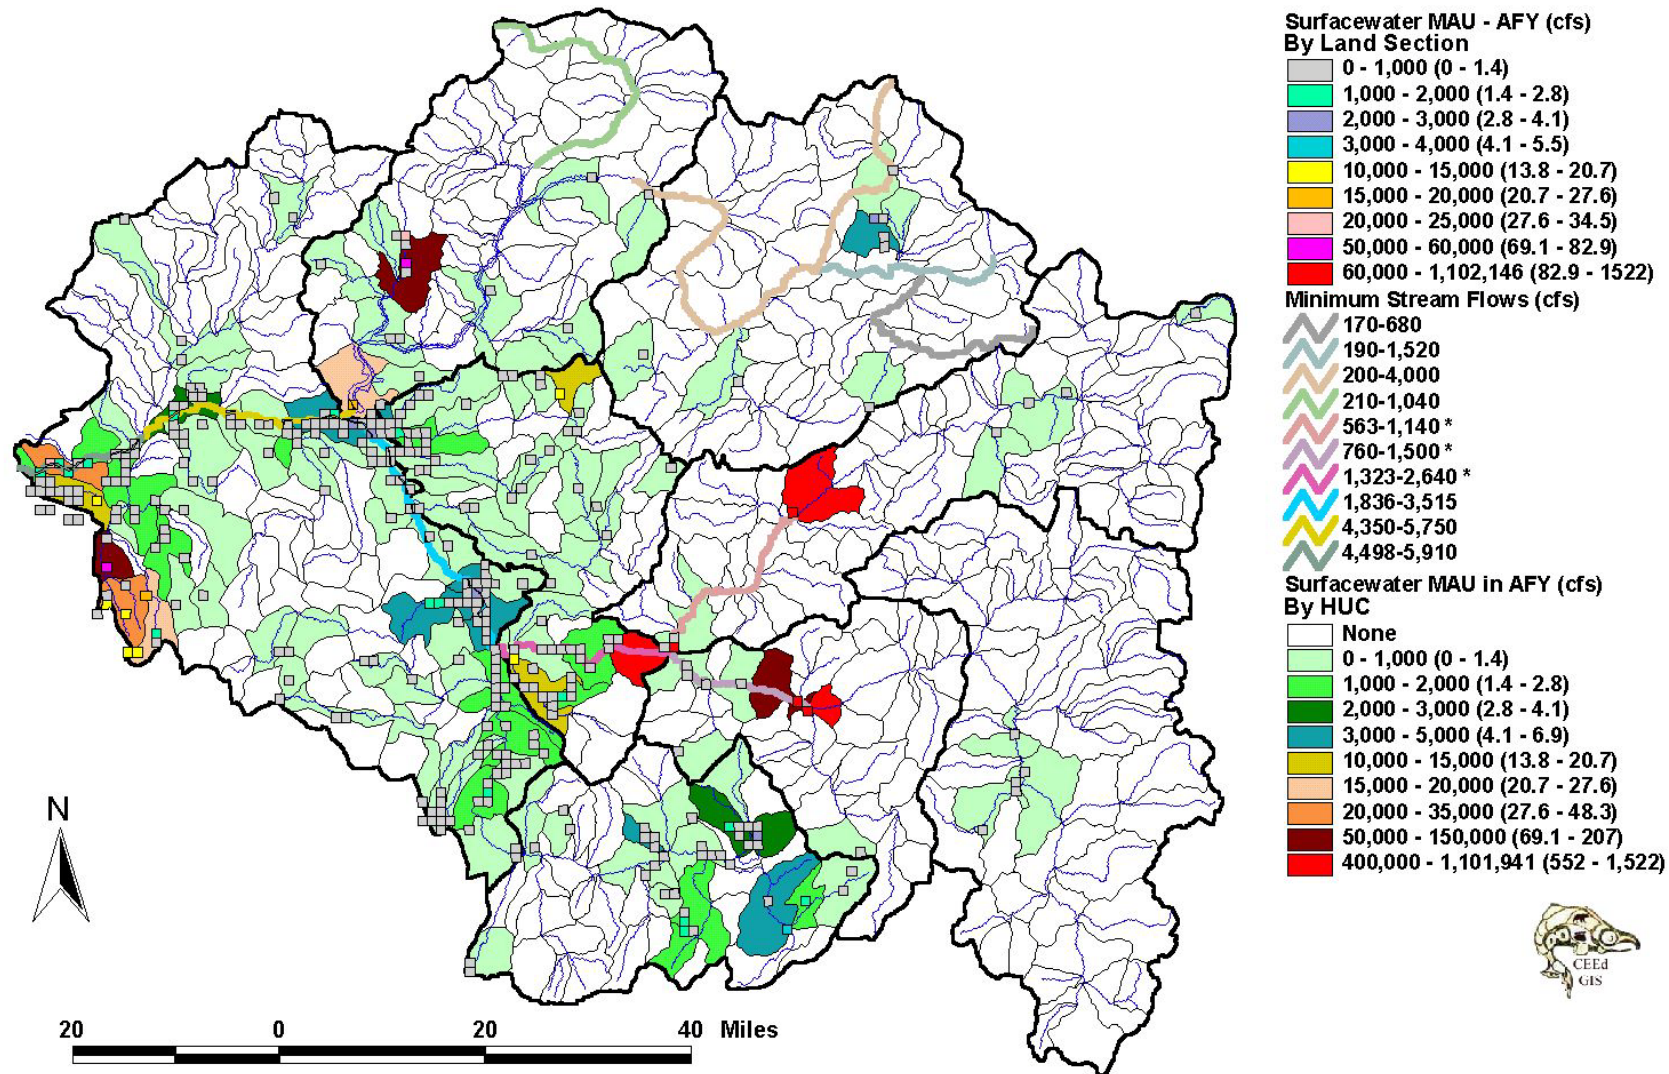 Surfacewater MAU - AFY (cfs)
By Land Section
0 - 1,000 (0 - 1.4)
1,000 - 2,000 (1.4 - 2.8)
2,000 - 3,000 (2.8 - 4.1)
3,000 - 4,000 (4.1 - 5.5)
10,000 - 15,000 (13.8 - 20.7)
15,000 - 20,000 (20.7 - 27.6)
20,000 - 25,000 (27.6 - 34.5)
50,000 - 60,000 (69.1 - 82.9)
60,000 - 1,102,146 (82.9 - 1522)
Minimum Stream Flows (cfs)
170-680
190-1,520
200-4,000
210-1,040
563-1,140 *
760-1,500 *
1,323-2,640 *
1,836-3,515
4,350-5,750
4,498-5,910
Surfacewater MAU in AFY (cfs)
By HUC
None
0 - 1,000 (0 - 1.4)
1,000 - 2,000 (1.4 - 2.8)
2,000 - 3,000 (2.8 - 4.1)
3,000 - 5,000 (4.1 - 6.9)
10,000 - 15,000 (13.8 - 20.7)
15,000 - 20,000 (20.7 - 27.6)
20,000 - 35,000 (27.6 - 48.3)
50,000 - 150,000 (69.1 - 207)
400,000 - 1,101,941 (552 - 1,522)
N
CEEd
GIS
20 0 20 40 Miles